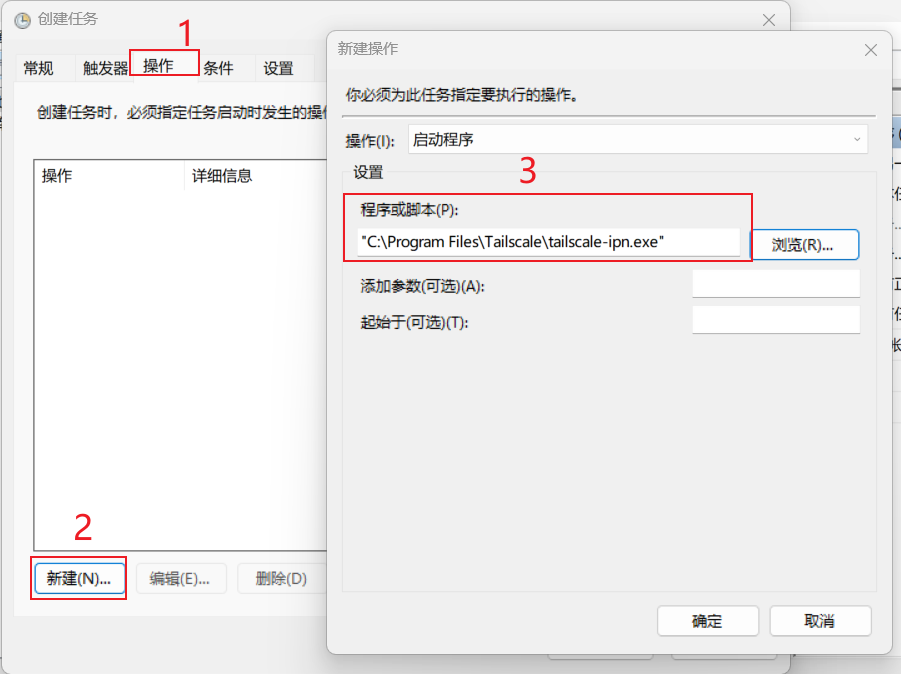 创建任务
1
常规 触发器 操作 条件 设置
创建任务时，必须指定任务启动时发生的操作
操作 详细信息
2
新建(N)... 编辑(E)... 删除(D)
新建操作
你必须为此任务指定要执行的操作。
操作(I): 启动程序
设置
3
程序或脚本(P):
"C:\Program Files\Tailscale\tailscale-ipn.exe" 浏览(R)...
添加参数(可选)(A):
起始于(可选)(T):
确定 取消